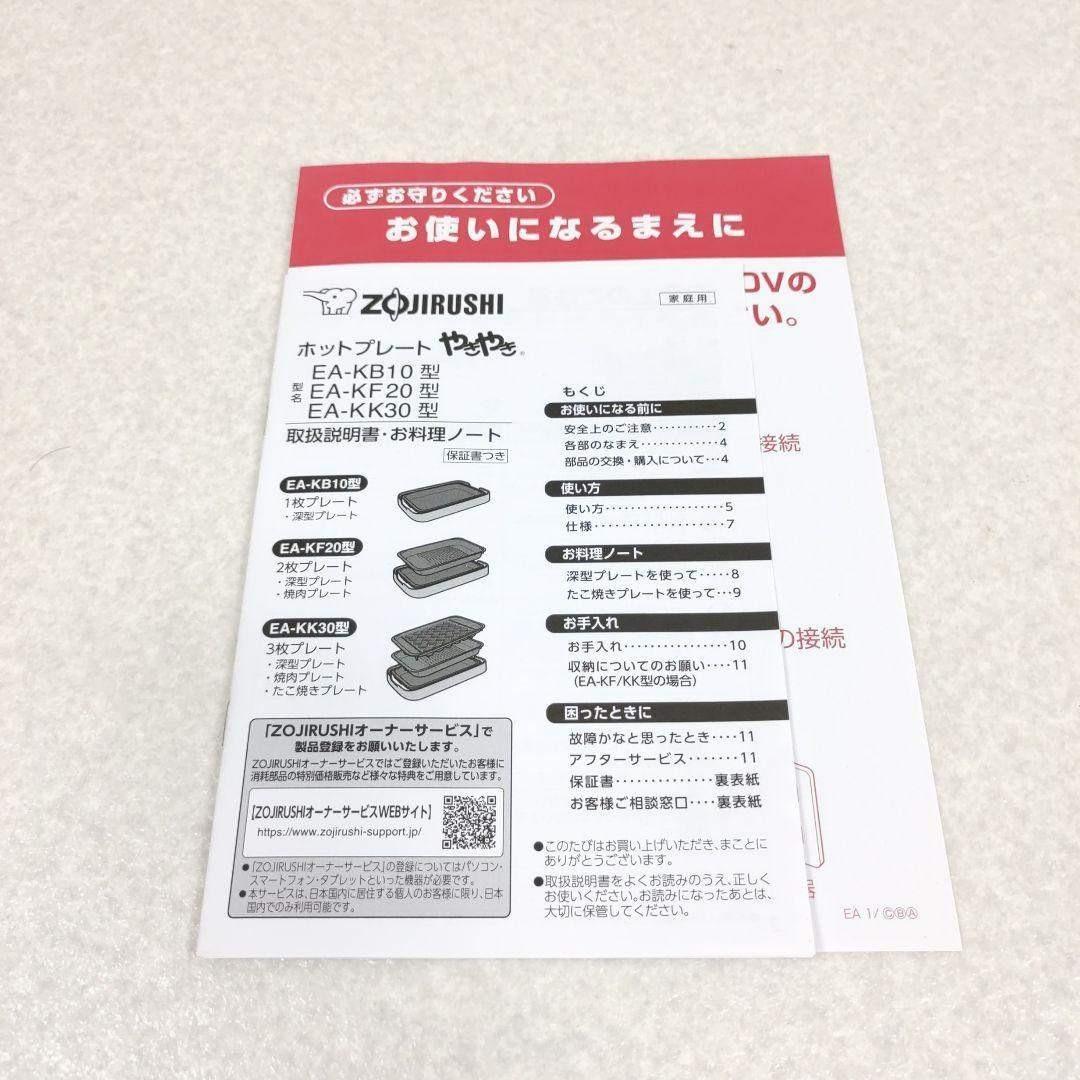 必ずお守りください
お使いになるまえに
0Vの
い。
接続
の接続
器
EA 1/ ⒸⒷⒶ
ZOJIRUSHI
家庭用
ホットプレート やきやき®
型名
EA-KB10 型
EA-KF20 型
EA-KK30 型
取扱説明書・お料理ノート
保証書つき
EA-KB10型
1枚プレート
・深型プレート
EA-KF20型
2枚プレート
・深型プレート
・焼肉プレート
EA-KK30型
3枚プレート
・深型プレート
・焼肉プレート
・たこ焼きプレート
「ZOJIRUSHIオーナーサービス」で
製品登録をお願いいたします。
ZOJIRUSHIオーナーサービスではご登録いただいたお客様に
消耗部品の特別価格販売など様々な特典をご用意しています。
【ZOJIRUSHIオーナーサービスWEBサイト】
https://www.zojirushi-support.jp/
●「ZOJIRUSHIオーナーサービス」の登録についてはパソコン・
スマートフォン・タブレットといった機器が必要です。
●本サービスは、日本国内に居住する個人のお客様に限り、日本
国内でのみ利用可能です。
もくじ
お使いになる前に
安全上のご注意‥‥‥‥‥2
各部のなまえ‥‥‥‥‥‥4
部品の交換・購入について‥4
使い方
使い方‥‥‥‥‥‥‥‥‥5
仕様‥‥‥‥‥‥‥‥‥‥7
お料理ノート
深型プレートを使って‥‥‥8
たこ焼きプレートを使って‥9
お手入れ
お手入れ‥‥‥‥‥‥‥‥10
収納についてのお願い‥‥11
(EA-KF/KK型の場合)
困ったときに
故障かなと思ったとき‥‥11
アフターサービス‥‥‥‥11
保証書‥‥‥‥‥‥‥裏表紙
お客様ご相談窓口‥‥裏表紙
●このたびはお買い上げいただき、まことに
ありがとうございます。
●取扱説明書をよくお読みのうえ、正しく
お使いください。お読みになったあとは、
大切に保管してください。